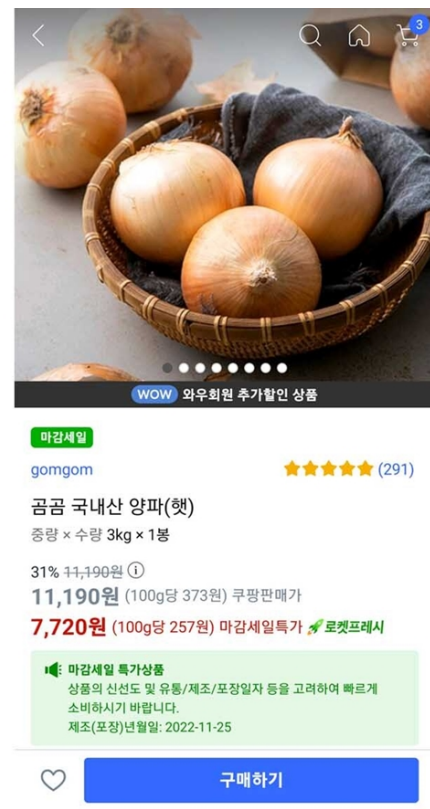 3
WOW 와우회원 추가할인 상품
마감세일
gomgom (291)
곰곰 국내산 양파(햇)
중량 × 수량 3kg × 1봉
31% 11,190원
11,190원 (100g당 373원) 쿠팡판매가
7,720원 (100g당 257원) 마감세일특가 로켓프레시
마감세일 특가상품
상품의 신선도 및 유통/제조/포장일자 등을 고려하여 빠르게
소비하시기 바랍니다.
제조(포장)년월일: 2022-11-25
구매하기